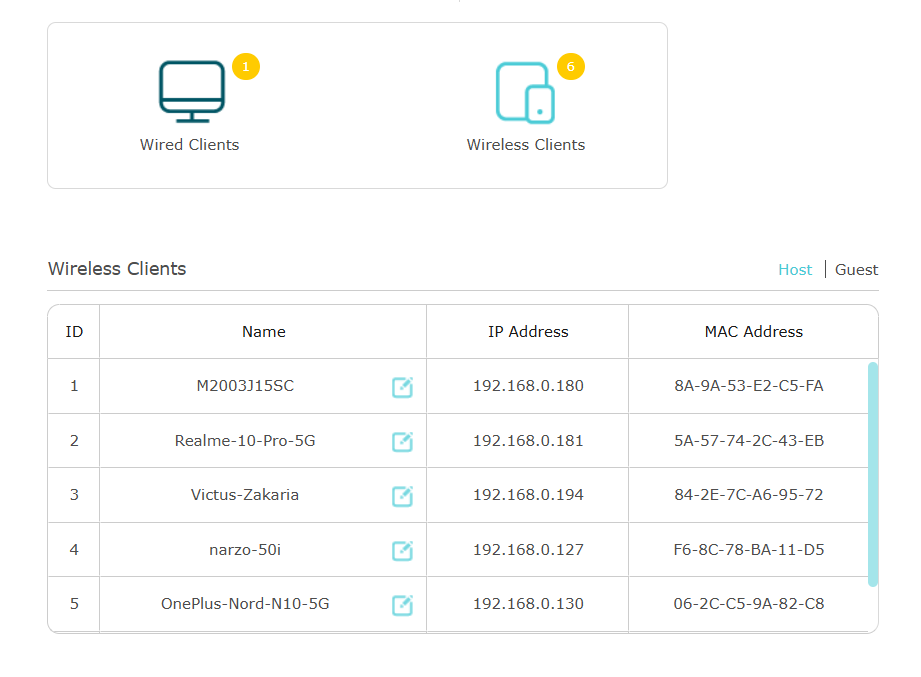 1
6
Wired Clients
Wireless Clients
Wireless Clients
Host | Guest
ID Name IP Address MAC Address
1 M2003J15SC 192.168.0.180 8A-9A-53-E2-C5-FA
2 Realme-10-Pro-5G 192.168.0.181 5A-57-74-2C-43-EB
3 Victus-Zakaria 192.168.0.194 84-2E-7C-A6-95-72
4 narzo-50i 192.168.0.127 F6-8C-78-BA-11-D5
5 OnePlus-Nord-N10-5G 192.168.0.130 06-2C-C5-9A-82-C8